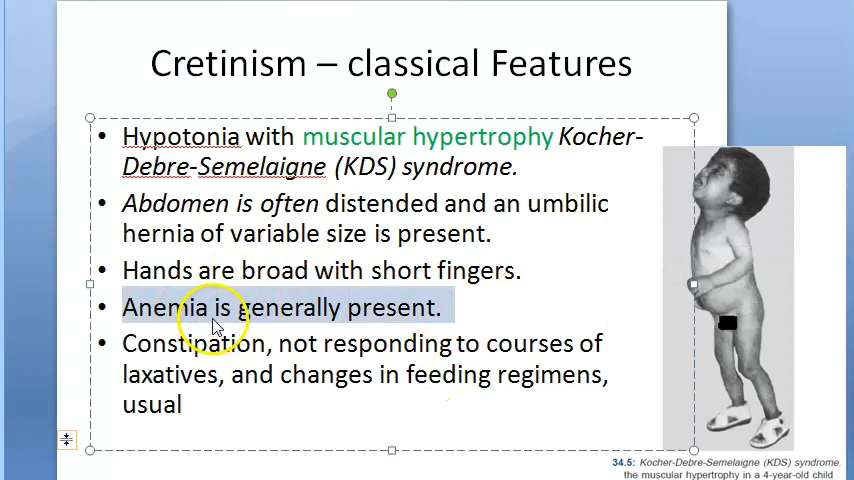 Cretinism – classical Features
• Hypotonia with muscular hypertrophy Kocher-
Debre-Semelaigne (KDS) syndrome.
• Abdomen is often distended and an umbilic
hernia of variable size is present.
• Hands are broad with short fingers.
• Anemia is generally present.
• Constipation, not responding to courses of
laxatives, and changes in feeding regimens,
usual
34.5: Kocher-Debre-Semelaigne (KDS) syndrome.
the muscular hypertrophy in a 4-year-old child